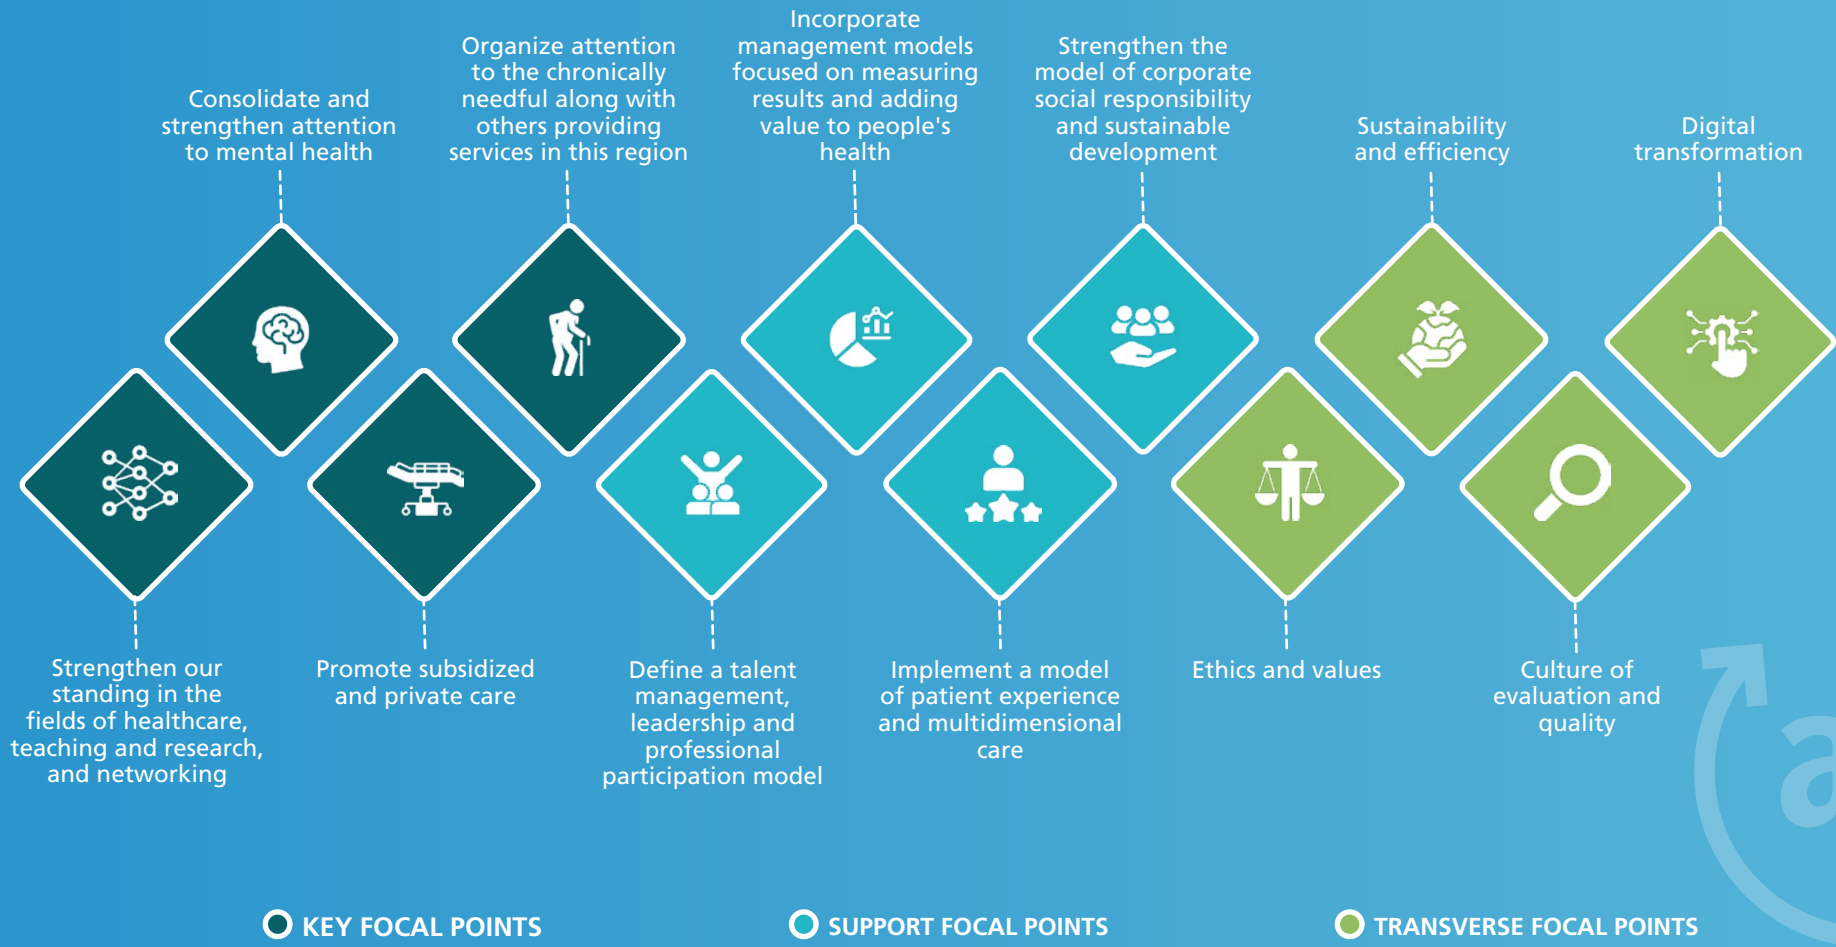 Consolidate and
strengthen attention
to mental health
Organize attention
to the chronically
needful along with
others providing
services in this region
Incorporate
management models
focused on measuring
results and adding
value to people's
health
Strengthen the
model of corporate
social responsibility
and sustainable
development
Sustainability
and efficiency
Digital
transformation
Strengthen our
standing in the
fields of healthcare,
teaching and research,
and networking
Promote subsidized
and private care
Define a talent
management,
leadership and
professional
participation model
Implement a model
of patient experience
and multidimensional
care
Ethics and values
Culture of
evaluation and
quality
a
KEY FOCAL POINTS
SUPPORT FOCAL POINTS
TRANSVERSE FOCAL POINTS